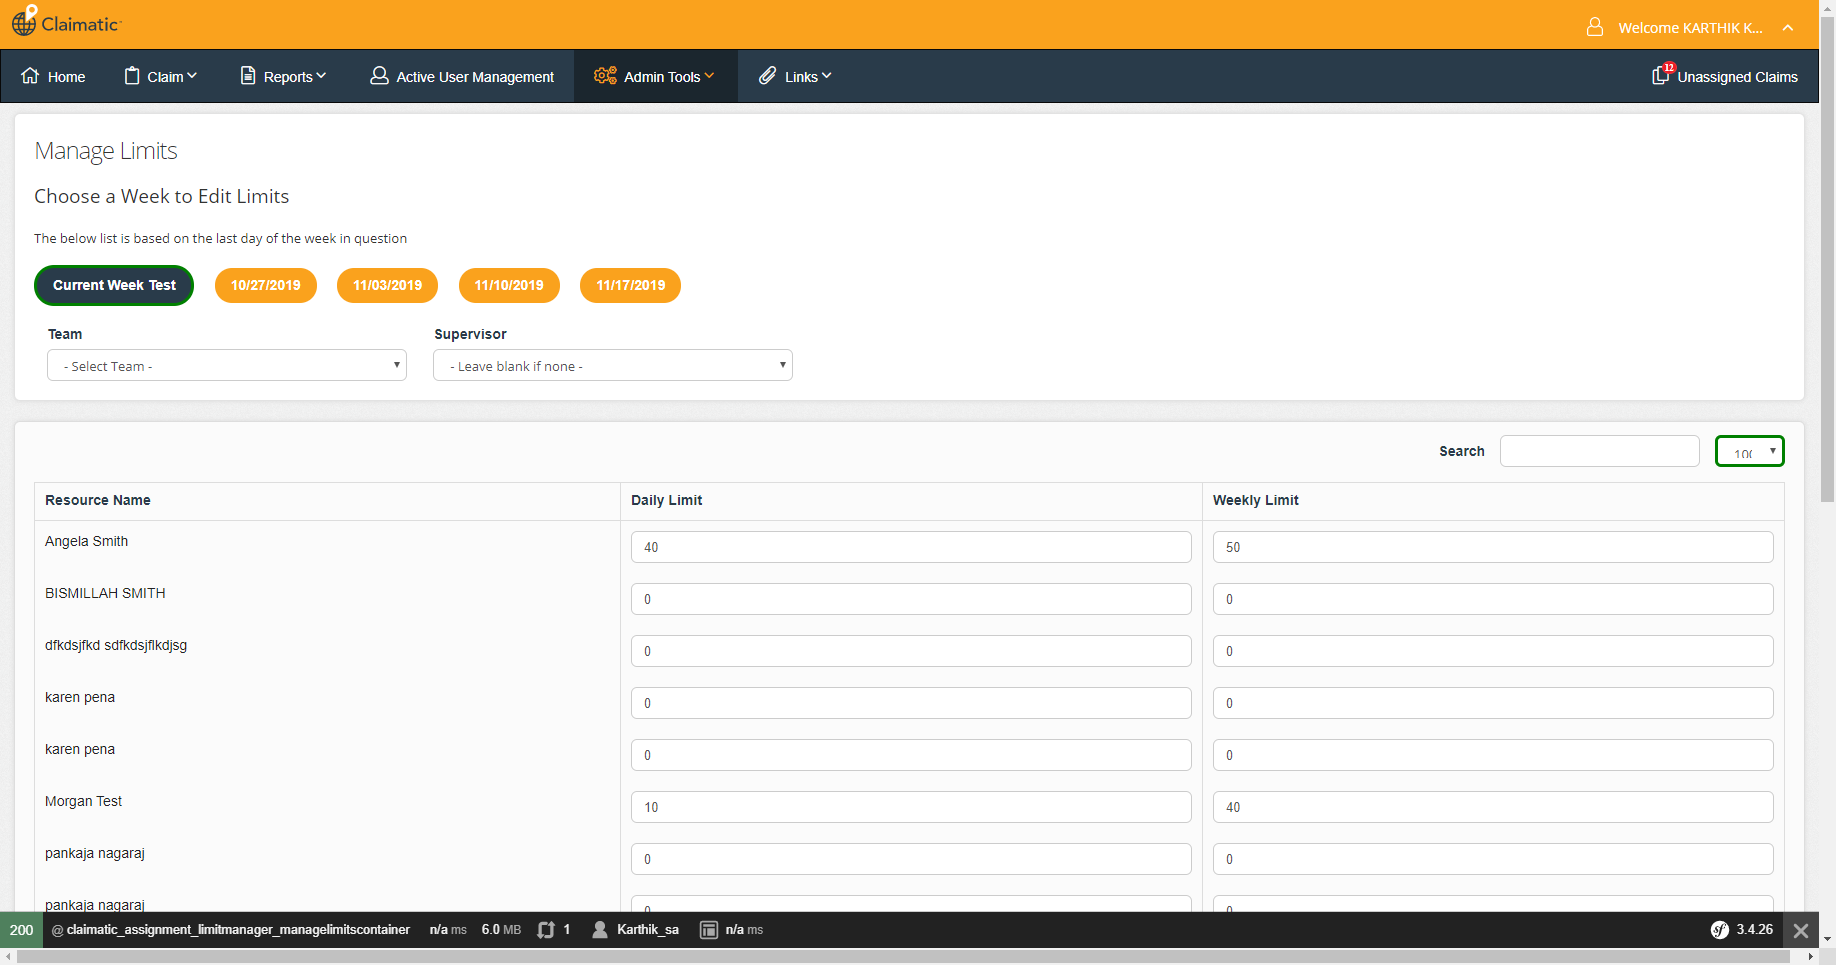 Claimatic
Welcome KARTHIK K...
Home
Claim
Reports
Active User Management
Admin Tools
Links
12
Unassigned Claims
Manage Limits
Choose a Week to Edit Limits
The below list is based on the last day of the week in question
Current Week Test
10/27/2019
11/03/2019
11/10/2019
11/17/2019
Team
Supervisor
- Select Team -
- Leave blank if none -
Search
100
Resource Name
Daily Limit
Weekly Limit
Angela Smith
40
50
BISMILLAH SMITH
0
0
dfkdsjfkd sdfkdsjflkdjsg
0
0
karen pena
0
0
karen pena
0
0
Morgan Test
10
40
pankaja nagaraj
0
0
pankaja nagaraj
0
0
200
@ claimatic_assignment_limitmanager_managelimitscontainer
n/a ms
6.0 MB
1
Karthik_sa
n/a ms
sf
3.4.26